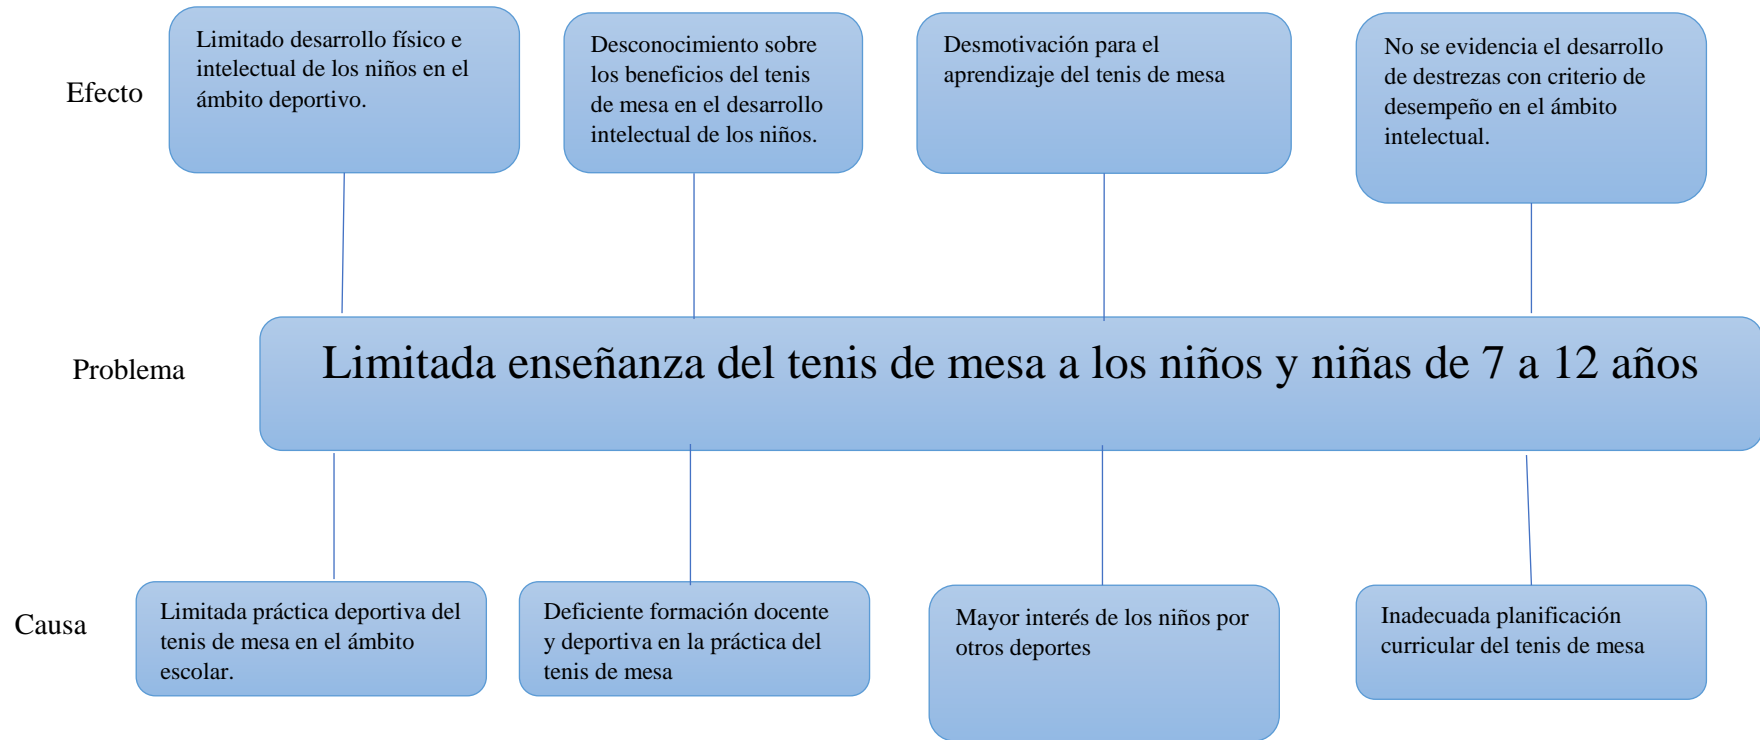 Efecto
Limitado desarrollo físico e
intelectual de los niños en el
ámbito deportivo.
Desconocimiento sobre
los beneficios del tenis
de mesa en el desarrollo
intelectual de los niños.
Desmotivación para el
aprendizaje del tenis de mesa
No se evidencia el desarrollo
de destrezas con criterio de
desempeño en el ámbito
intelectual.
Problema
Limitada enseñanza del tenis de mesa a los niños y niñas de 7 a 12 años
Causa
Limitada práctica deportiva del
tenis de mesa en el ámbito
escolar.
Deficiente formación docente
y deportiva en la práctica del
tenis de mesa
Mayor interés de los niños por
otros deportes
Inadecuada planificación
curricular del tenis de mesa